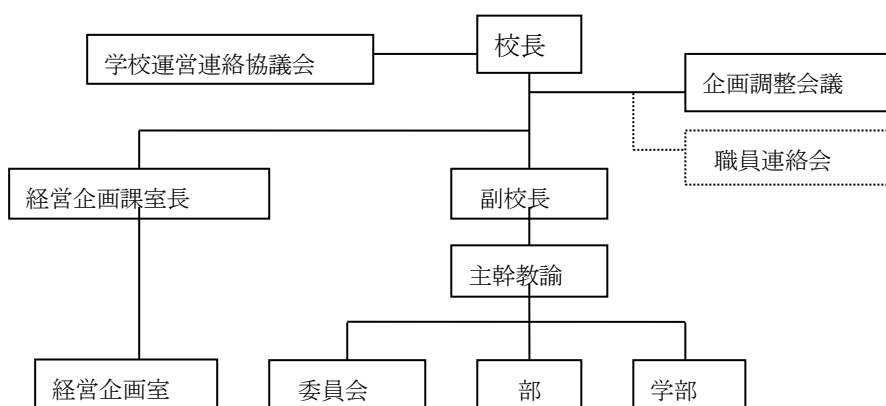 校長
学校運営連絡協議会
企画調整会議
職員連絡会
経営企画課室長
副校長
主幹教諭
経営企画室
委員会
部
学部